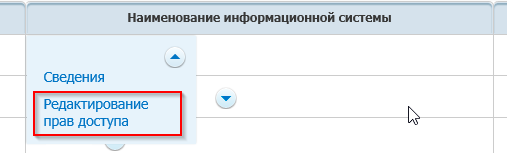 Наименование информационной системы
Сведения
Редактирование
прав доступа